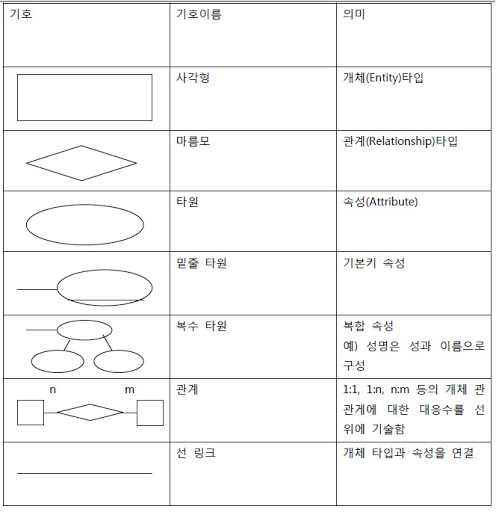 기호 기호이름 의미
사각형 개체(Entity)타입
마름모 관계(Relationship)타입
타원 속성(Attribute)
밑줄 타원 기본키 속성
복수 타원 복합 속성
예) 성명은 성과 이름으로
구성
n m 관계 1:1, 1:n, n:m 등의 개체 관
관계에 대한 대응수를 선
위에 기술함
선 링크 개체 타입과 속성을 연결